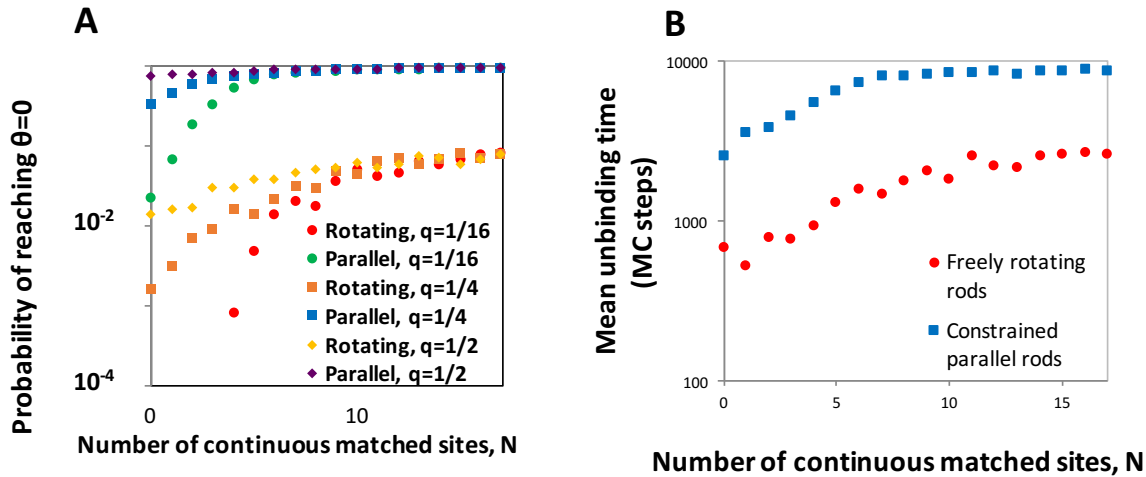 A
Probability of reaching θ=0
10⁻²
10⁻⁴
0
10
Number of continuous matched sites, N
Rotating, q=1/16
Parallel, q=1/16
Rotating, q=1/4
Parallel, q=1/4
Rotating, q=1/2
Parallel, q=1/2
B
Mean unbinding time
(MC steps)
10000
1000
100
0
5
10
15
Freely rotating
rods
Constrained
parallel rods
Number of continuous matched sites, N